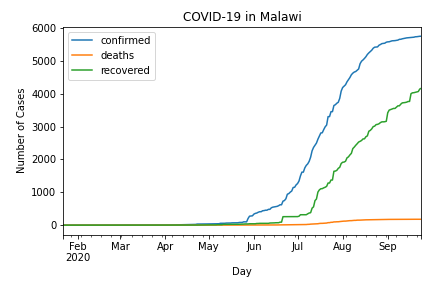 COVID-19 in Malawi
confirmed
deaths
recovered
Number of Cases
6000
5000
4000
3000
2000
1000
0
Feb Mar Apr May Jun Jul Aug Sep
2020
Day